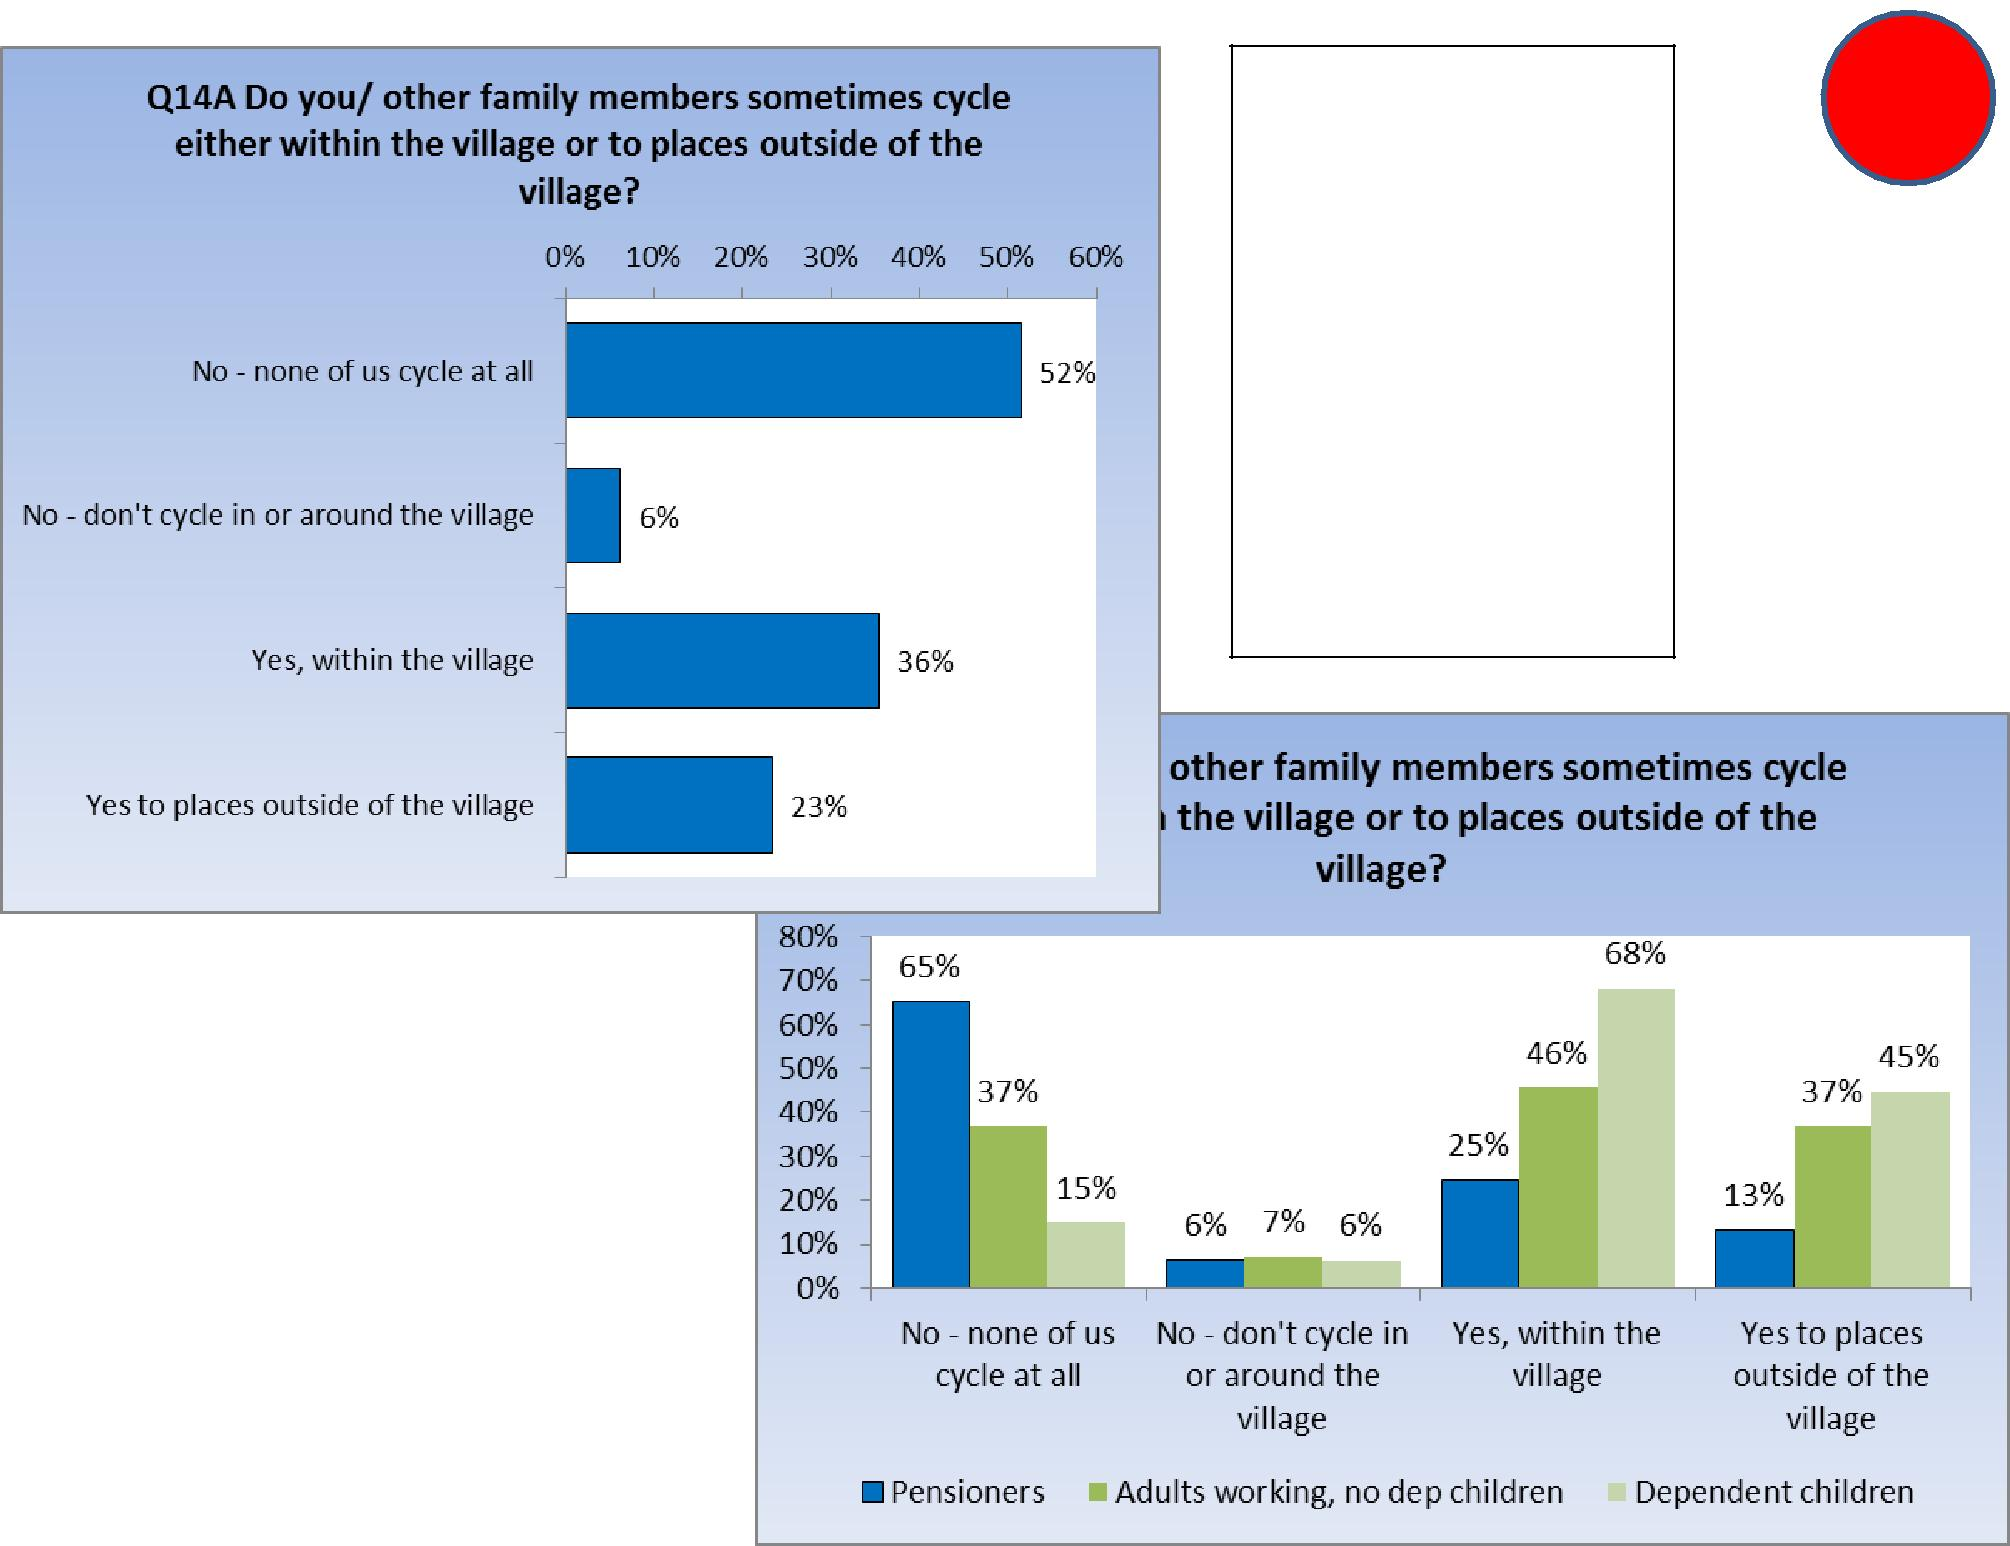 Q14A Do you/ other family members sometimes cycle
either within the village or to places outside of the
village?
0% 10% 20% 30% 40% 50% 60%
No - none of us cycle at all 52%
No - don't cycle in or around the village 6%
Yes, within the village 36%
Yes to places outside of the village 23%
other family members sometimes cycle
the village or to places outside of the
village?
80%
70%
60%
50%
40%
30%
20%
10%
0%
65% 37% 15%
6% 7% 6%
25% 46% 68%
13% 37% 45%
No - none of us
cycle at all
No - don't cycle in
or around the
village
Yes, within the
village
Yes to places
outside of the
village
Pensioners Adults working, no dep children Dependent children